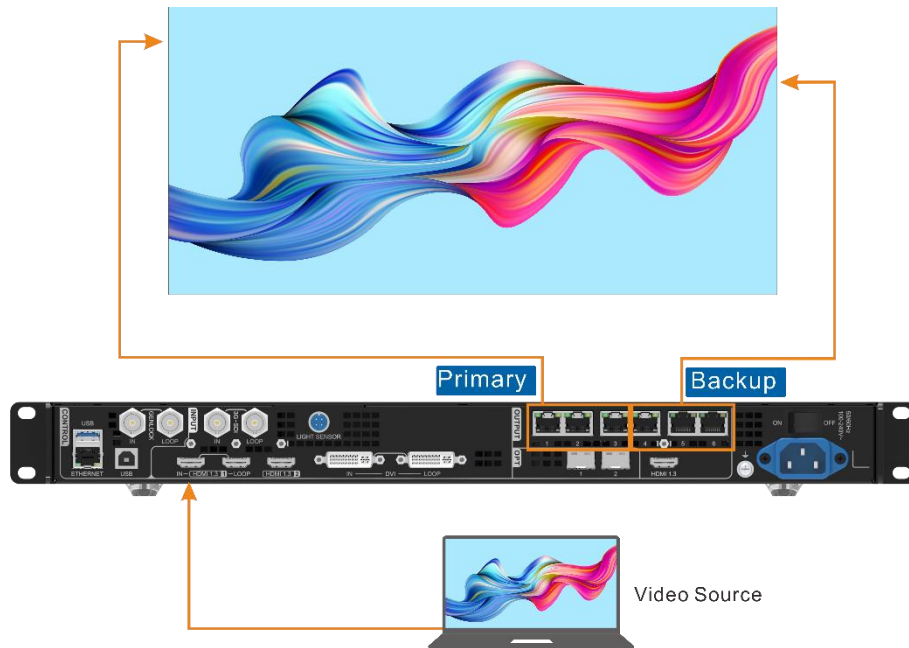 Primary
Backup
CONTROL
USB
ETHERNET
USB
IN
GENLOCK
LOOP
INPUT
IN
3G-SDI
LOOP
LIGHT SENSOR
IN
HDMI 1.3
1
LOOP
HDMI 1.3
2
IN
DVI
LOOP
OUTPUT
1
2
3
4
5
6
OPT
1
2
HDMI 1.3
ON
OFF
Video Source